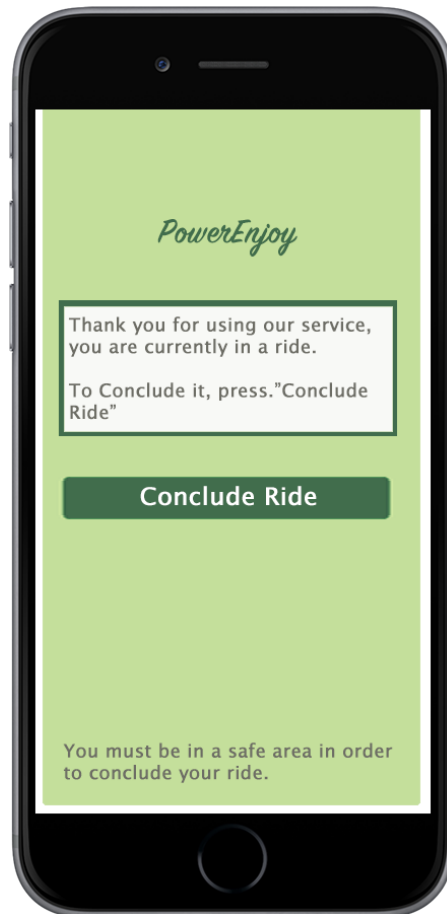 PowerEnjoy
Thank you for using our service,
you are currently in a ride.
To Conclude it, press."Conclude
Ride”
Conclude Ride
You must be in a safe area in order
to conclude your ride.